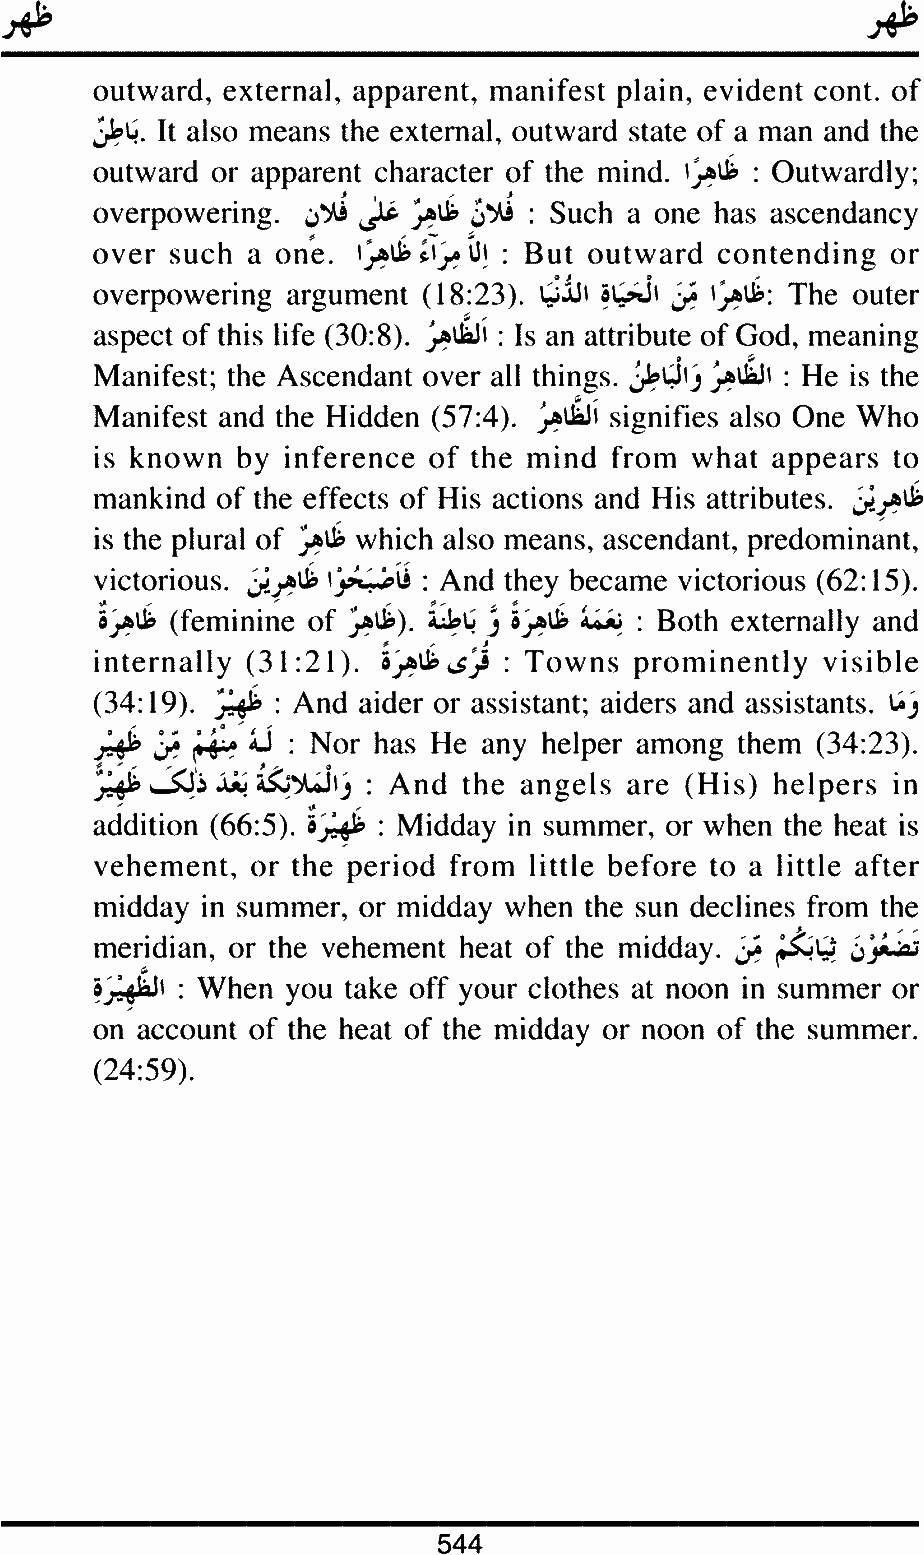 ظهر ظهر
outward, external, apparent, manifest plain, evident cont. of
بَاطِنٌ. It also means the external, outward state of a man and the
outward or apparent character of the mind. ظَاهِرًا : Outwardly;
overpowering. فُلَانٌ ظَاهِرٌ عَلٰی فُلَانٍ : Such a one has ascendancy
over such a one. اِلَّا مِرَآءً ظَاهِرًا : But outward contending or
overpowering argument (18:23). ظَاهِرًا مِّنَ الْحَيَاةِ الدُّنْيَا: The outer
aspect of this life (30:8). اَلظَّاهِرُ : Is an attribute of God, meaning
Manifest; the Ascendant over all things. الظَّاهِرُ وَالْبَاطِنُ : He is the
Manifest and the Hidden (57:4). اَلظَّاهِرُ signifies also One Who
is known by inference of the mind from what appears to
mankind of the effects of His actions and His attributes. ظَاهِرِيْنَ
is the plural of ظَاهِرٌ which also means, ascendant, predominant,
victorious. فَاَصْبَحُوْا ظَاهِرِيْنَ : And they became victorious (62:15).
ظَاهِرَةٌ (feminine of ظَاهِرٌ). نِعَمَهٗ ظَاهِرَةً وَّ بَاطِنَةً : Both externally and
internally (31:21). قُرًی ظَاهِرَةً : Towns prominently visible
(34:19). ظَهِيْرٌ : And aider or assistant; aiders and assistants. وَمَا
لَهٗ مِنْهُمْ مِّنْ ظَهِيْرٍ : Nor has He any helper among them (34:23).
وَالْمَلَائِكَةُ بَعْدَ ذٰلِکَ ظَهِيْرٌ : And the angels are (His) helpers in
addition (66:5). ظَهِيْرَةٌ : Midday in summer, or when the heat is
vehement, or the period from little before to a little after
midday in summer, or midday when the sun declines from the
meridian, or the vehement heat of the midday. تَضَعُوْنَ ثِيَابَكُمْ مِّنَ
الظَّهِيْرَةِ : When you take off your clothes at noon in summer or
on account of the heat of the midday or noon of the summer.
(24:59).
544